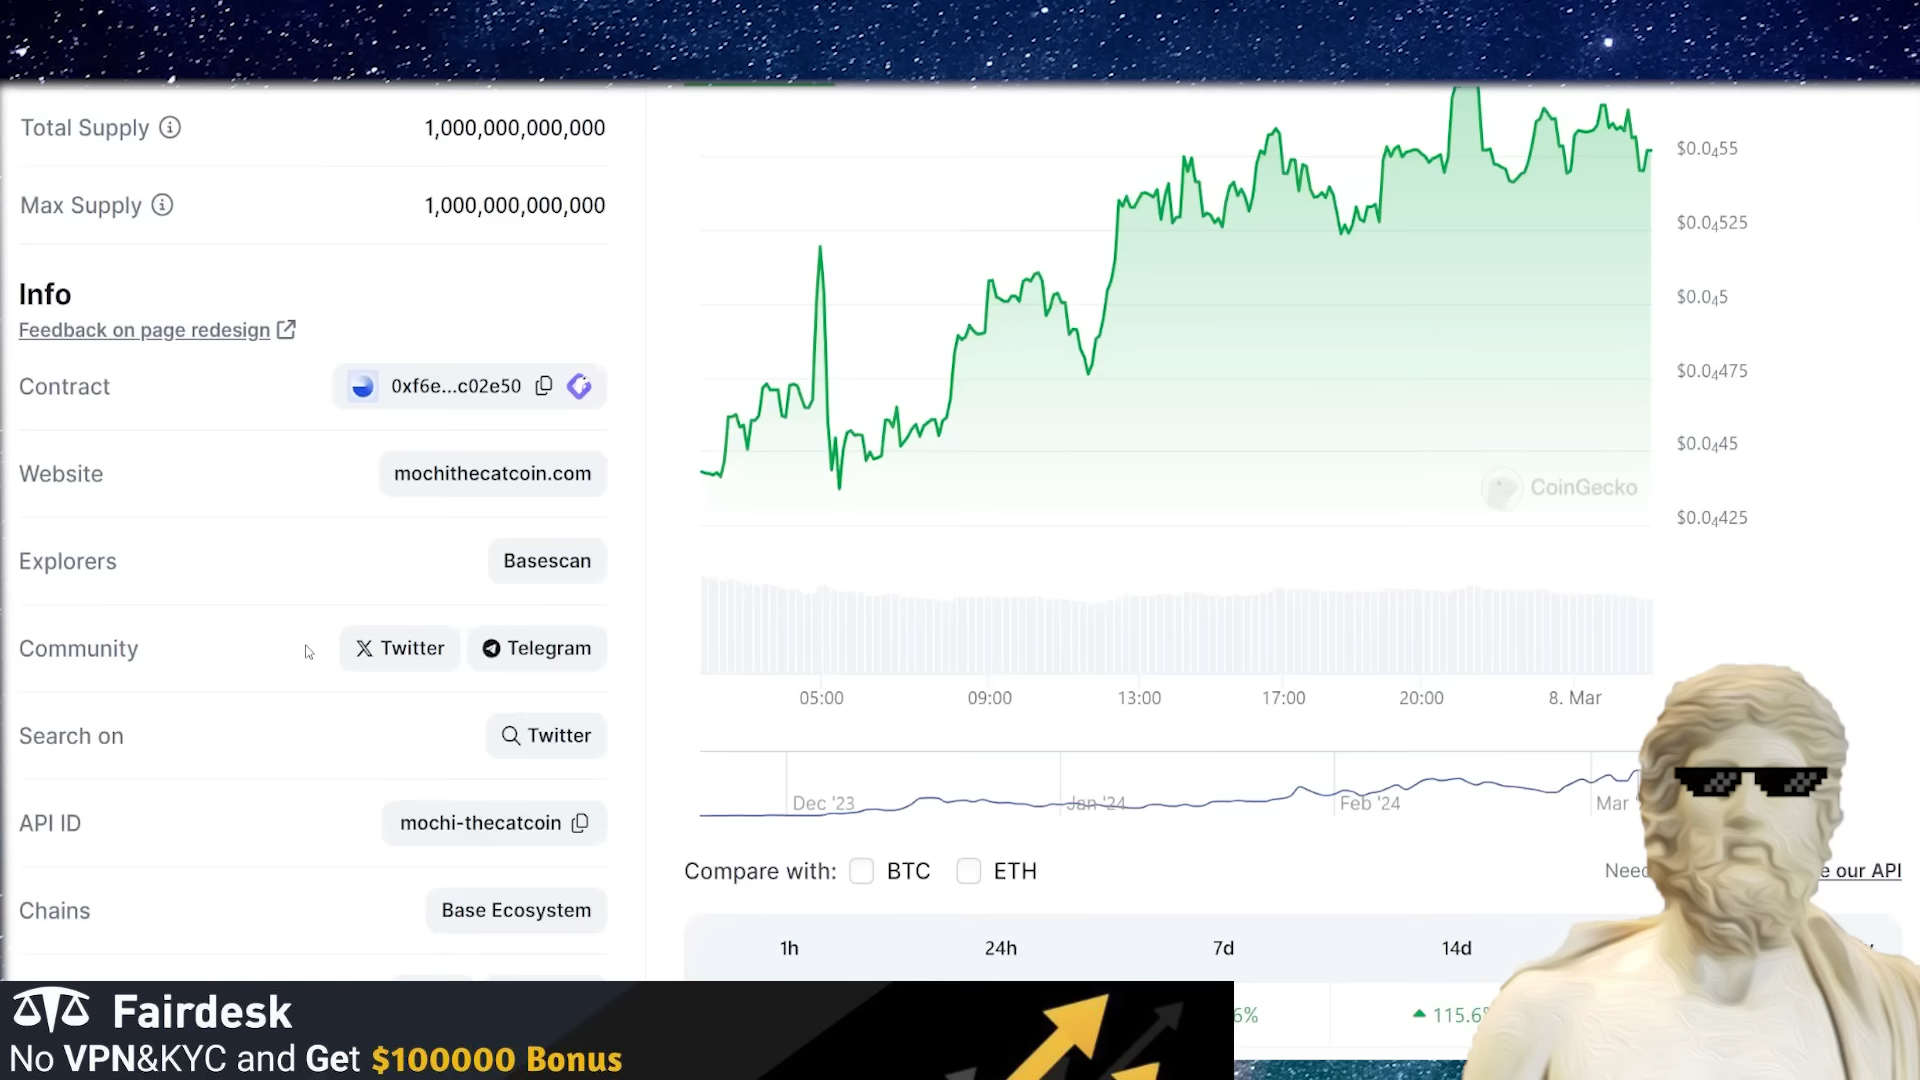 Total Supply 1,000,000,000,000
Max Supply 1,000,000,000,000
Info
Feedback on page redesign
Contract 0xf6e...c02e50
Website mochithecatcoin.com
Explorers Basescan
Community Twitter Telegram
Search on Twitter
API ID mochi-thecatcoin
Chains Base Ecosystem
$0.0₄55
$0.0₄525
$0.0₄5
$0.0₄475
$0.0₄45
CoinGecko
$0.0₄425
05:00 09:00 13:00 17:00 20:00 8. Mar
Dec '23 Jan '24 Feb '24 Mar
Compare with: BTC ETH
our API
1h 24h 7d 14d
6% 115.6%
Fairdesk
No VPN&KYC and Get $100000 Bonus